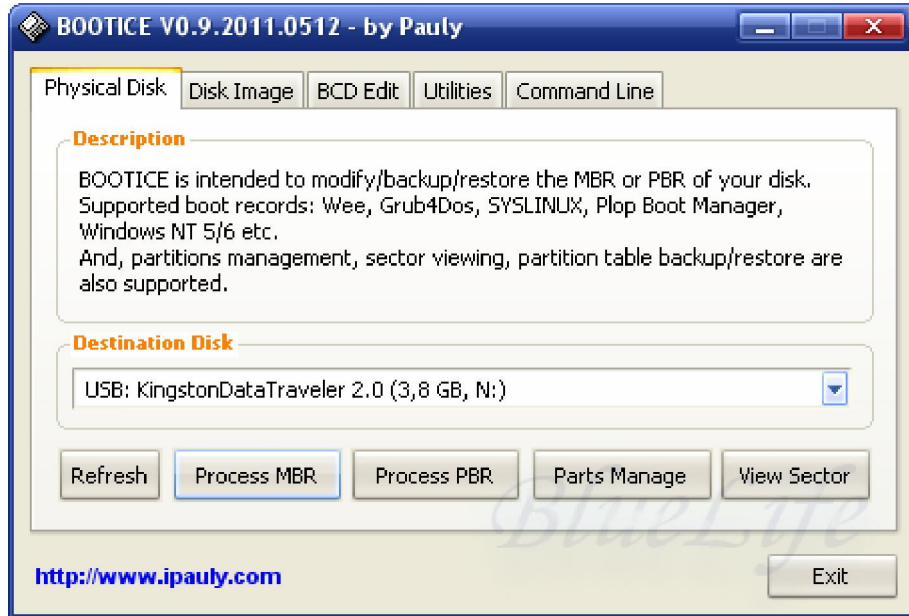 BOOTICE V0.9.2011.0512 - by Pauly
Physical Disk Disk Image BCD Edit Utilities Command Line
Description
BOOTICE is intended to modify/backup/restore the MBR or PBR of your disk.
Supported boot records: Wee, Grub4Dos, SYSLINUX, Plop Boot Manager,
Windows NT 5/6 etc.
And, partitions management, sector viewing, partition table backup/restore are
also supported.
Destination Disk
USB: KingstonDataTraveler 2.0 (3,8 GB, N:)
Refresh Process MBR Process PBR Parts Manage View Sector
BlueLife
http://www.ipauly.com Exit